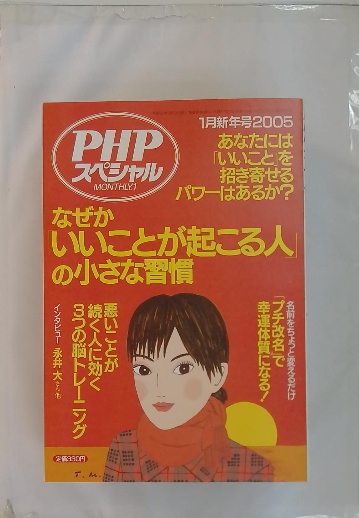 PHP
スペシャル
MONTHLY 1
1月新年号2005
あなたには
「いいこと」を
招き寄せる
パワーはあるか?
なぜか
「いいことが起こる人」
の小さな習慣
名前をちょっと変えるだけ
「プチ改名」で
幸運体質になる!
悪いことが
続く人に効く
3つの脳トレーニング
インタビュー 永井 大さん 他
定価350円
F.M.